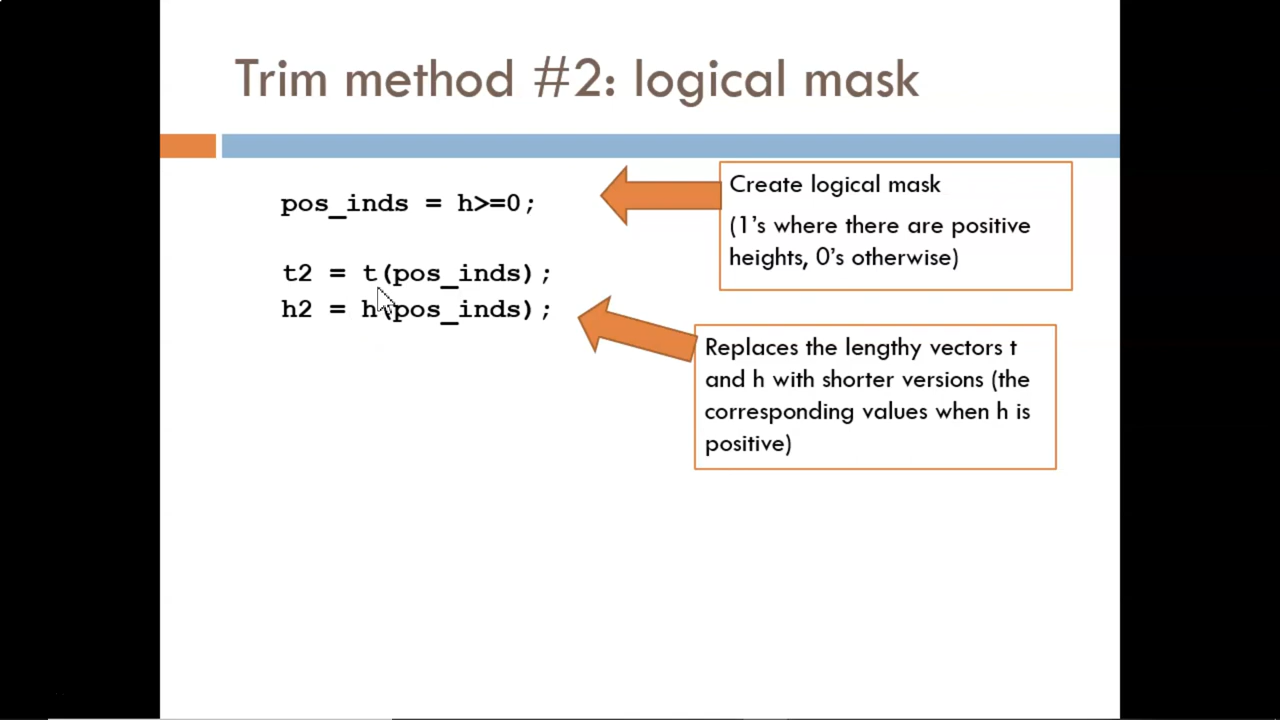 Trim method #2: logical mask
pos_inds = h>=0;
Create logical mask
(1's where there are positive
heights, 0's otherwise)
t2 = t(pos_inds);
h2 = h(pos_inds);
Replaces the lengthy vectors t
and h with shorter versions (the
corresponding values when h is
positive)